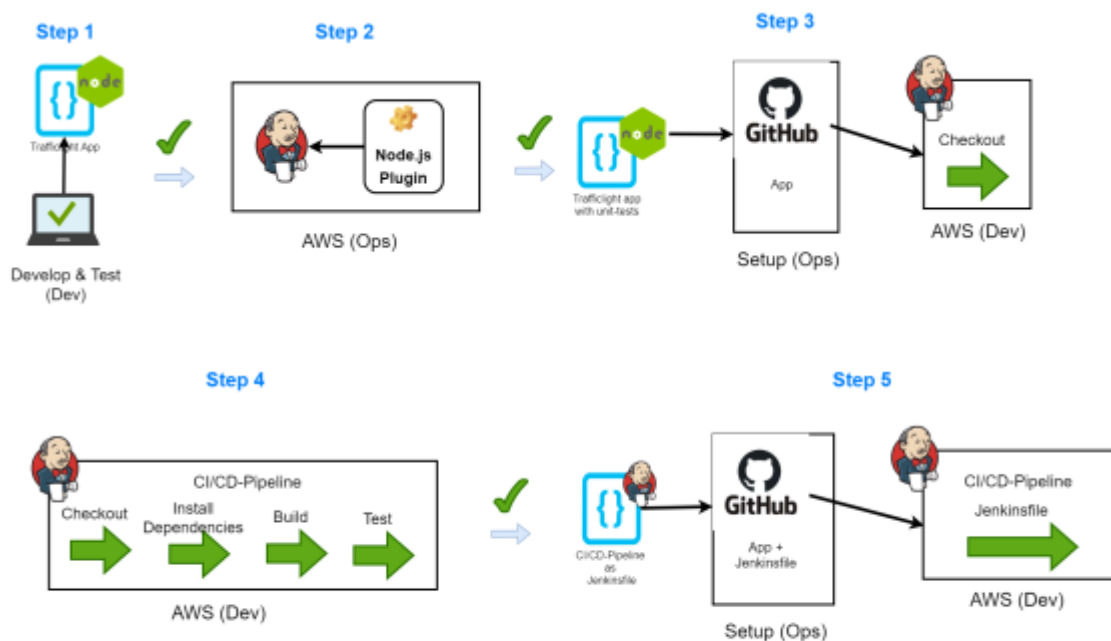 Step 1
node
Trafficlight App
Develop & Test
(Dev)
Step 2
Node.js
Plugin
AWS (Ops)
Step 3
node
Trafficlight app
with unit-tests
GitHub
App
Setup (Ops)
Checkout
AWS (Dev)
Step 4
CI/CD-Pipeline
Checkout
Install
Dependencies
Build
Test
AWS (Dev)
Step 5
CI/CD-Pipeline
as
Jenkinsfile
GitHub
App +
Jenkinsfile
Setup (Ops)
CI/CD-Pipeline
Jenkinsfile
AWS (Dev)